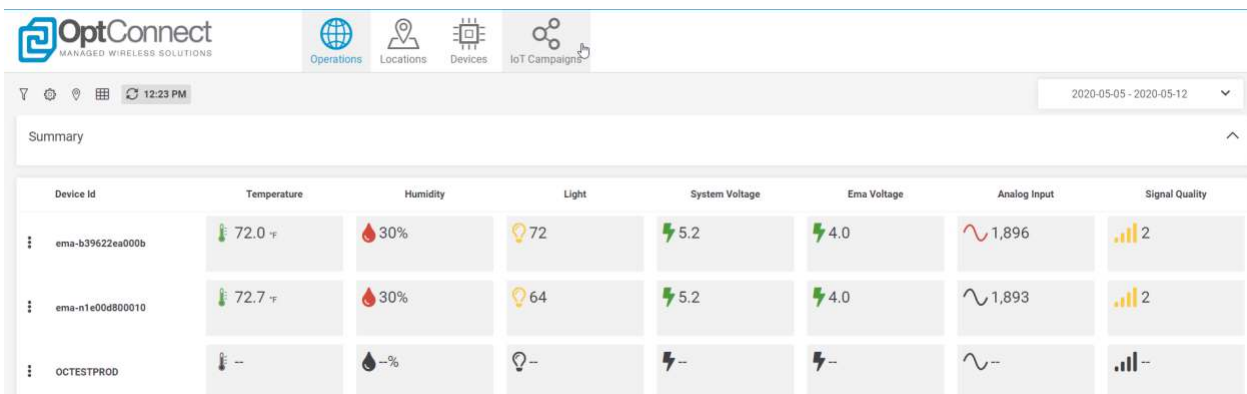 OptConnect
MANAGED WIRELESS SOLUTIONS
Operations
Locations
Devices
IoT Campaigns
12:23 PM
2020-05-05 - 2020-05-12
Summary
Device Id Temperature Humidity Light System Voltage Ema Voltage Analog Input Signal Quality
ema-b39622ea000b 72.0 °F 30% 72 5.2 4.0 1,896 2
ema-n1e00d800010 72.7 °F 30% 64 5.2 4.0 1,893 2
OCTESTPROD -- --% -- -- -- -- --